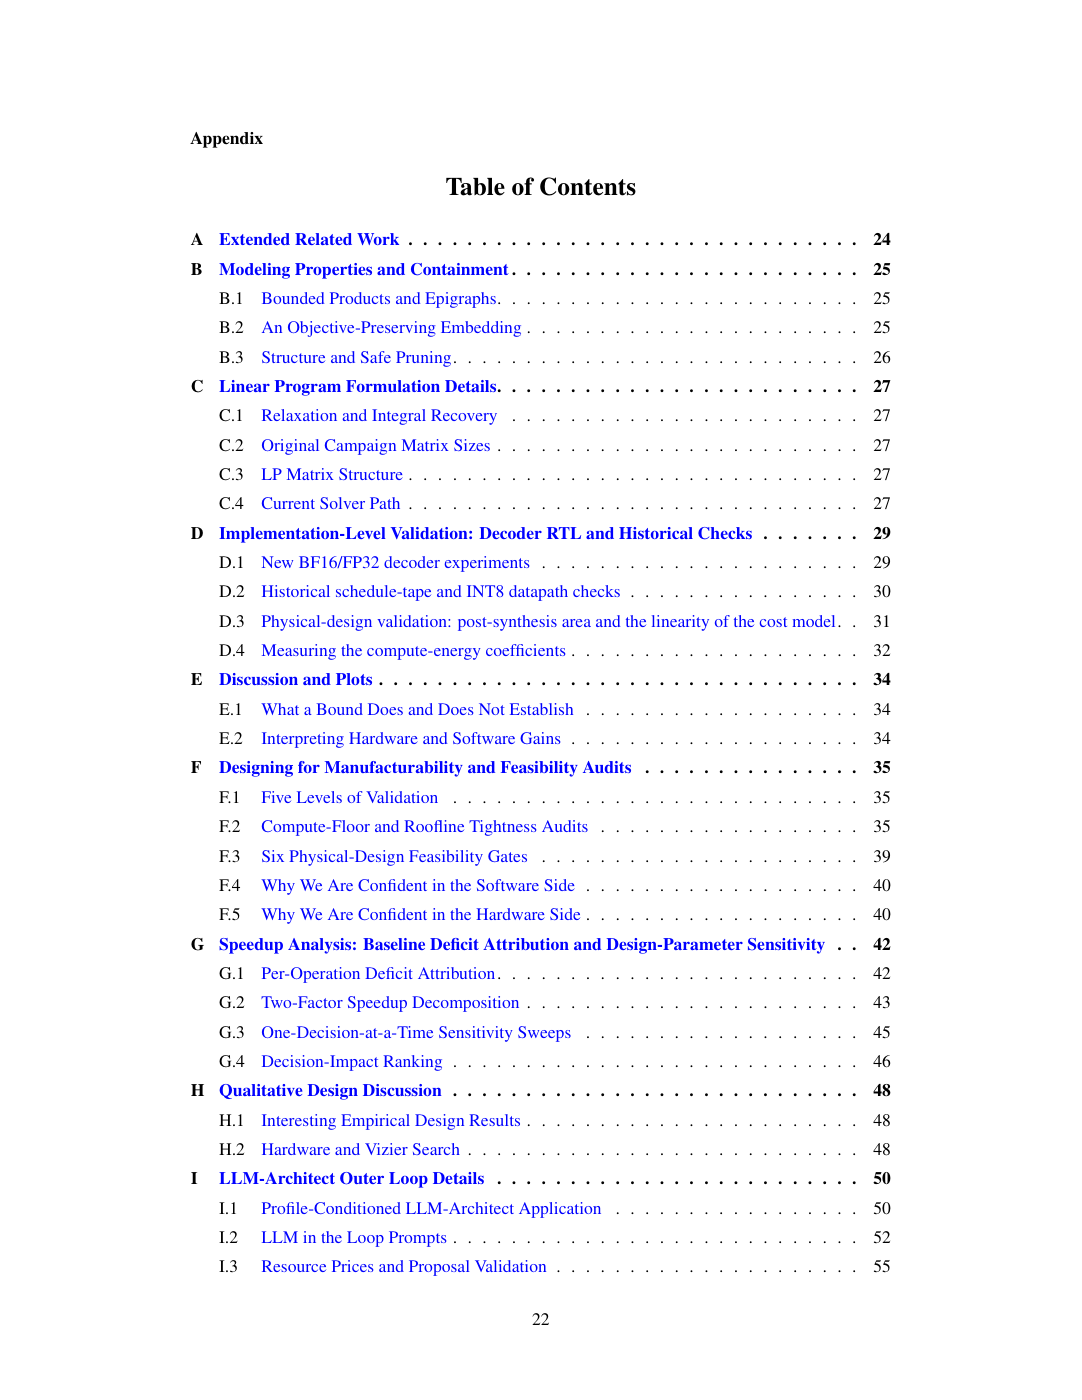 Appendix
Table of Contents
A Extended Related Work . . . . . . . . . . . . . . . . . . . . . . . . . . . . . . . 24
B Modeling Properties and Containment . . . . . . . . . . . . . . . . . . . . . . . . 25
B.1 Bounded Products and Epigraphs. . . . . . . . . . . . . . . . . . . . . . . . . 25
B.2 An Objective-Preserving Embedding . . . . . . . . . . . . . . . . . . . . . . . 25
B.3 Structure and Safe Pruning. . . . . . . . . . . . . . . . . . . . . . . . . . . . 26
C Linear Program Formulation Details. . . . . . . . . . . . . . . . . . . . . . . . . 27
C.1 Relaxation and Integral Recovery . . . . . . . . . . . . . . . . . . . . . . . . 27
C.2 Original Campaign Matrix Sizes . . . . . . . . . . . . . . . . . . . . . . . . . 27
C.3 LP Matrix Structure . . . . . . . . . . . . . . . . . . . . . . . . . . . . . . . 27
C.4 Current Solver Path . . . . . . . . . . . . . . . . . . . . . . . . . . . . . . . 27
D Implementation-Level Validation: Decoder RTL and Historical Checks . . . . . . . 29
D.1 New BF16/FP32 decoder experiments . . . . . . . . . . . . . . . . . . . . . . 29
D.2 Historical schedule-tape and INT8 datapath checks . . . . . . . . . . . . . . . . 30
D.3 Physical-design validation: post-synthesis area and the linearity of the cost model. . 31
D.4 Measuring the compute-energy coefficients . . . . . . . . . . . . . . . . . . . . 32
E Discussion and Plots . . . . . . . . . . . . . . . . . . . . . . . . . . . . . . . . . 34
E.1 What a Bound Does and Does Not Establish . . . . . . . . . . . . . . . . . . . 34
E.2 Interpreting Hardware and Software Gains . . . . . . . . . . . . . . . . . . . . 34
F Designing for Manufacturability and Feasibility Audits . . . . . . . . . . . . . . . 35
F.1 Five Levels of Validation . . . . . . . . . . . . . . . . . . . . . . . . . . . . 35
F.2 Compute-Floor and Roofline Tightness Audits . . . . . . . . . . . . . . . . . . 35
F.3 Six Physical-Design Feasibility Gates . . . . . . . . . . . . . . . . . . . . . . 39
F.4 Why We Are Confident in the Software Side . . . . . . . . . . . . . . . . . . . 40
F.5 Why We Are Confident in the Hardware Side . . . . . . . . . . . . . . . . . . . 40
G Speedup Analysis: Baseline Deficit Attribution and Design-Parameter Sensitivity . . 42
G.1 Per-Operation Deficit Attribution. . . . . . . . . . . . . . . . . . . . . . . . . 42
G.2 Two-Factor Speedup Decomposition . . . . . . . . . . . . . . . . . . . . . . . 43
G.3 One-Decision-at-a-Time Sensitivity Sweeps . . . . . . . . . . . . . . . . . . . 45
G.4 Decision-Impact Ranking . . . . . . . . . . . . . . . . . . . . . . . . . . . . 46
H Qualitative Design Discussion . . . . . . . . . . . . . . . . . . . . . . . . . . . . 48
H.1 Interesting Empirical Design Results . . . . . . . . . . . . . . . . . . . . . . . 48
H.2 Hardware and Vizier Search . . . . . . . . . . . . . . . . . . . . . . . . . . . 48
I LLM-Architect Outer Loop Details . . . . . . . . . . . . . . . . . . . . . . . . . 50
I.1 Profile-Conditioned LLM-Architect Application . . . . . . . . . . . . . . . . . 50
I.2 LLM in the Loop Prompts . . . . . . . . . . . . . . . . . . . . . . . . . . . . 52
I.3 Resource Prices and Proposal Validation . . . . . . . . . . . . . . . . . . . . . 55
22